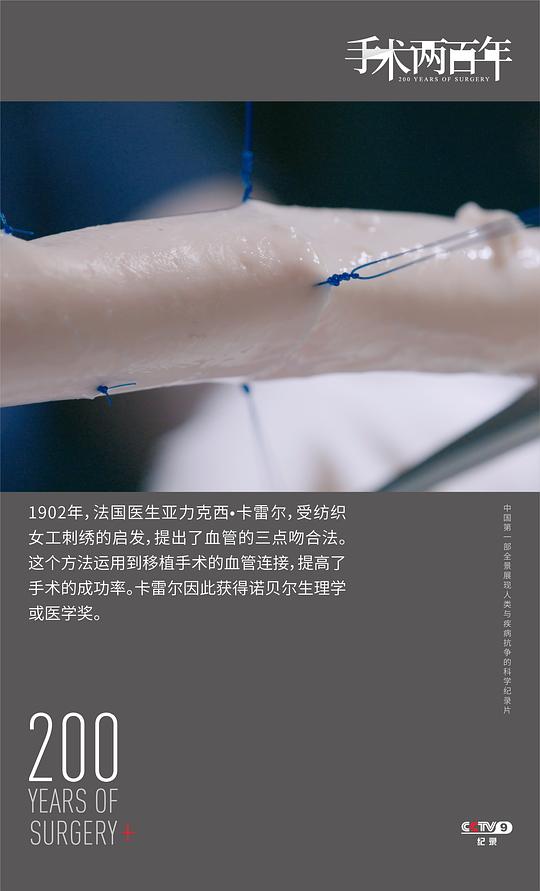 手术两百年
200 YEARS OF SURGERY
1902年，法国医生亚力克西·卡雷尔，受纺织
女工刺绣的启发，提出了血管的三点吻合法。
这个方法运用到移植手术的血管连接，提高了
手术的成功率。卡雷尔因此获得诺贝尔生理学
或医学奖。
中国第一部全景展现人类与疾病抗争的科学纪录片
200
YEARS OF
SURGERY+
CCTV 9
纪录